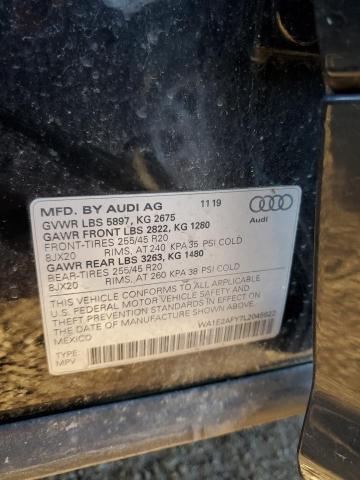 MFD. BY AUDI AG 11 19
GVWR LBS 5897, KG 2675
GAWR FRONT LBS 2822, KG 1280
FRONT-TIRES 255/45 R20
8JX20 RIMS, AT 240 KPA 35 PSI COLD
GAWR REAR LBS 3263, KG 1480
REAR-TIRES 255/45 R20
8JX20 RIMS, AT 260 KPA 38 PSI COLD
THIS VEHICLE CONFORMS TO ALL APPLICABLE
U.S. FEDERAL MOTOR VEHICLE SAFETY
STANDARDS IN EFFECT ON THE DATE OF
MANUFACTURE SHOWN ABOVE.
MADE IN
MEXICO
WA1E2AFY7L2045522
TYPE:
MPV
Audi